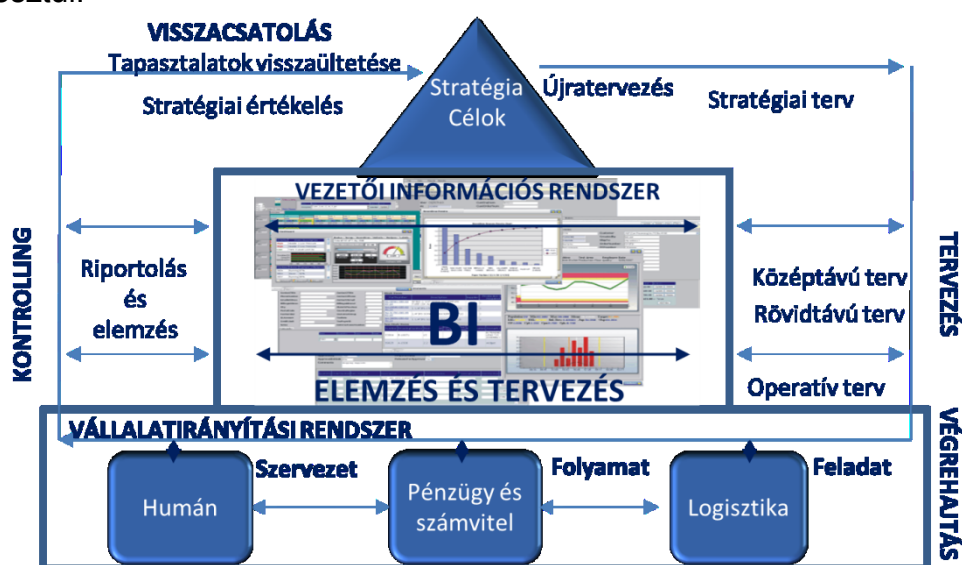 VISSZACSATOLÁS
Tapasztalatok visszaültetése
Stratégiai értékelés
Stratégia
Célok
Újratervezés
Stratégiai terv
VEZETŐI INFORMÁCIÓS RENDSZER
KONTROLLING
Riportolás
és
elemzés
BI
ELEMZÉS ÉS TERVEZÉS
Középtávú terv
Rövidtávú terv
Operatív terv
TERVEZÉS
VÁLLALATIRÁNYÍTÁSI RENDSZER
Humán
Szervezet
Pénzügy és
számvitel
Folyamat
Logisztika
Feladat
VÉGREHAJTÁS